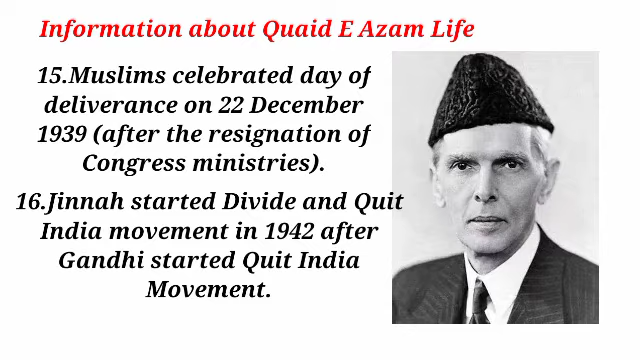 Information about Quaid E Azam Life
15.Muslims celebrated day of
deliverance on 22 December
1939 (after the resignation of
Congress ministries).
16.Jinnah started Divide and Quit
India movement in 1942 after
Gandhi started Quit India
Movement.